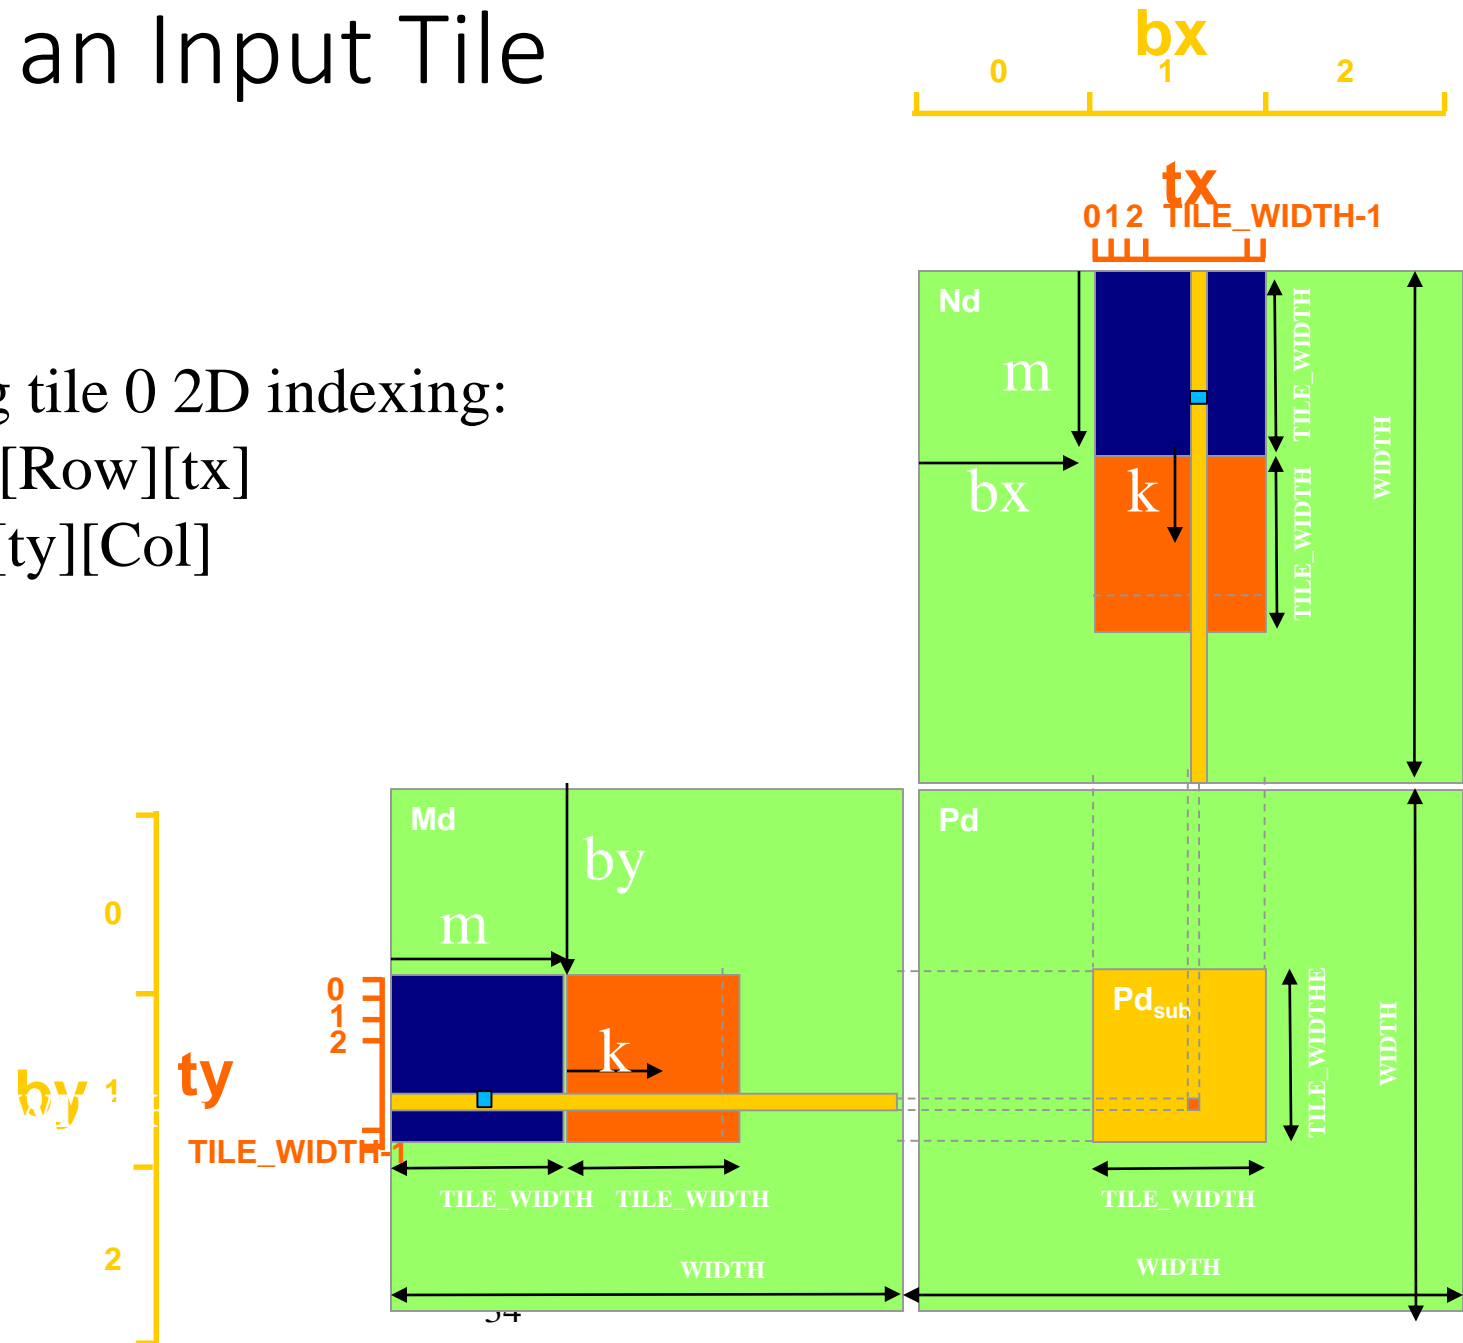 an Input Tile
bx
0
1
2
tx
0 1 2 TILE_WIDTH-1
Nd
m
TILE_WIDTH
WIDTH
tile 0 2D indexing:
[Row][tx]
[ty][Col]
bx
k
TILE_WIDTH
Md
Pd
by
0
m
0
1
2
Pdsub
TILE_WIDTHE
WIDTH
k
by
1
ty
TILE_WIDTH-1
TILE_WIDTH
TILE_WIDTH
TILE_WIDTH
2
WIDTH
WIDTH